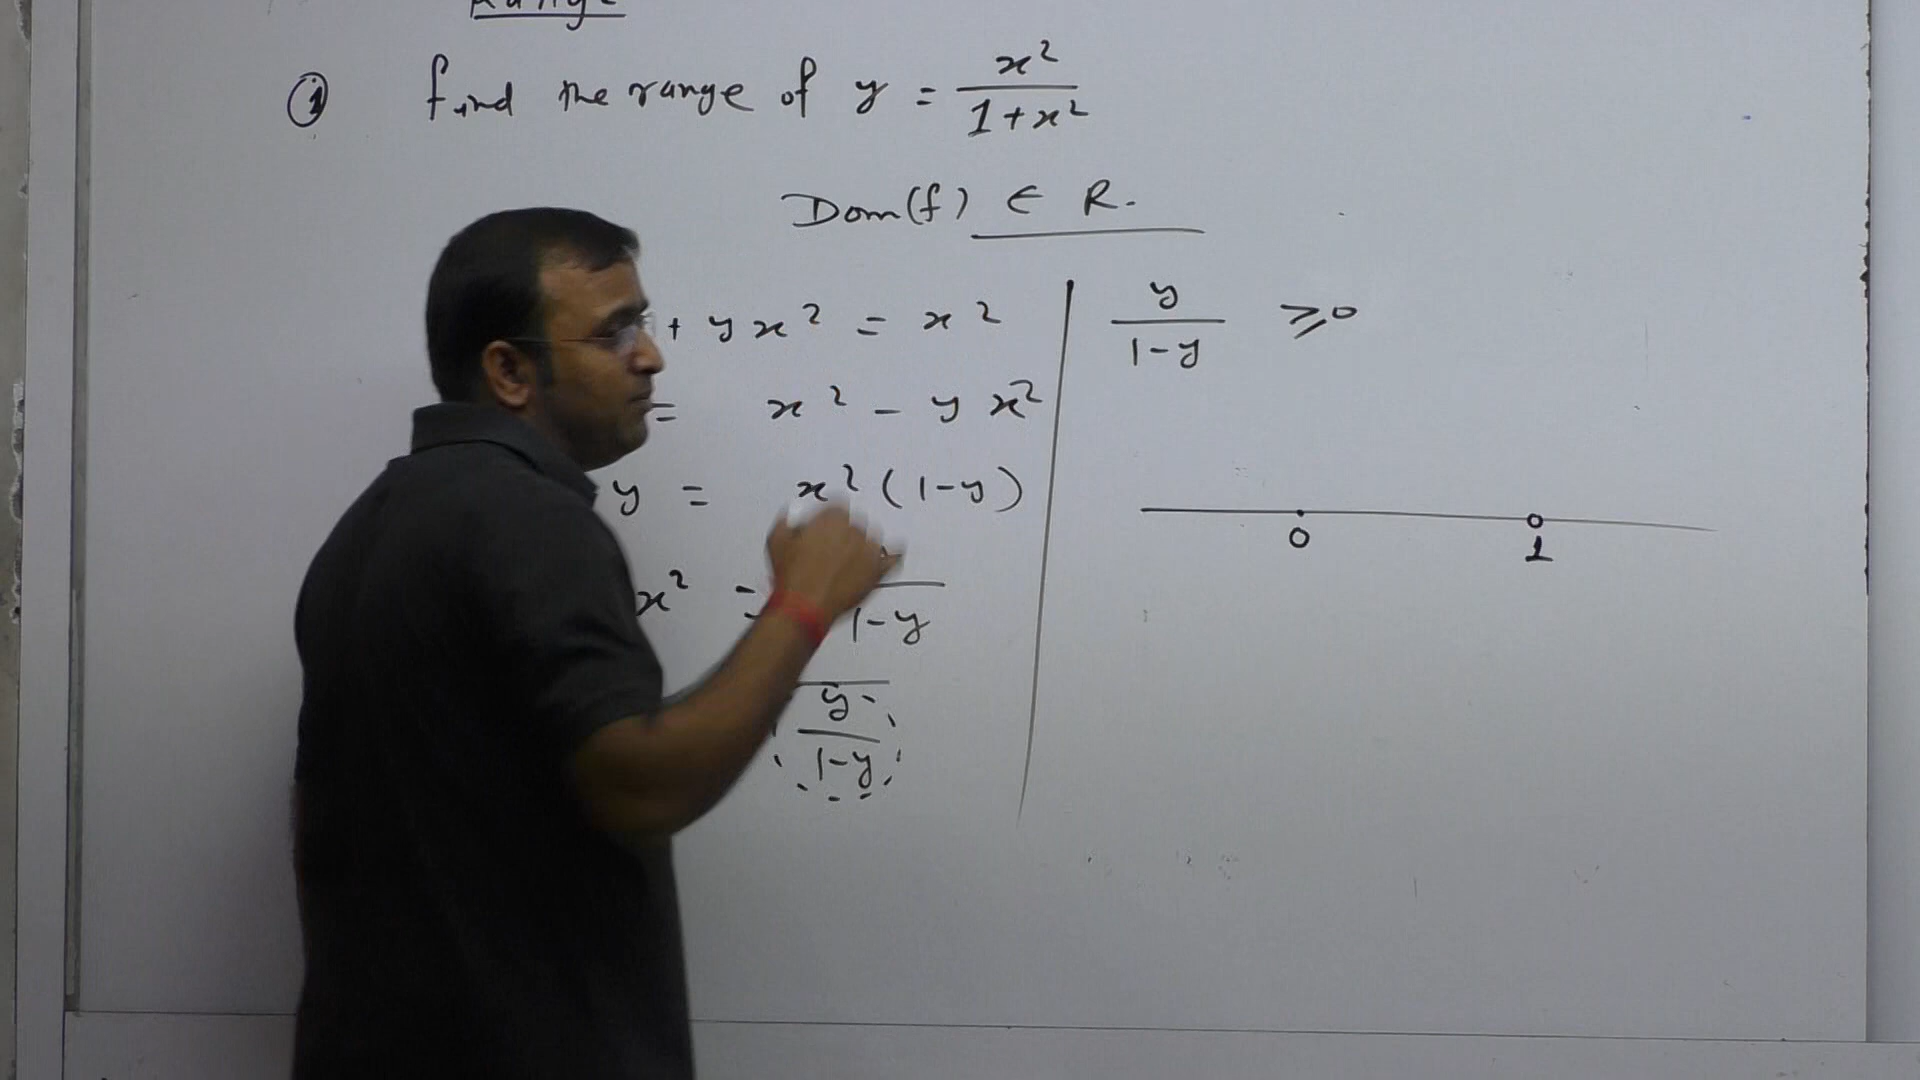 Range
① find the range of y = x² / 1+x²
Dom(f) ∈ R.
+ yx² = x²
= x² - yx²
y = x²(1-y)
x² = / 1-y
y / 1-y
y / 1-y ≥0
0 1